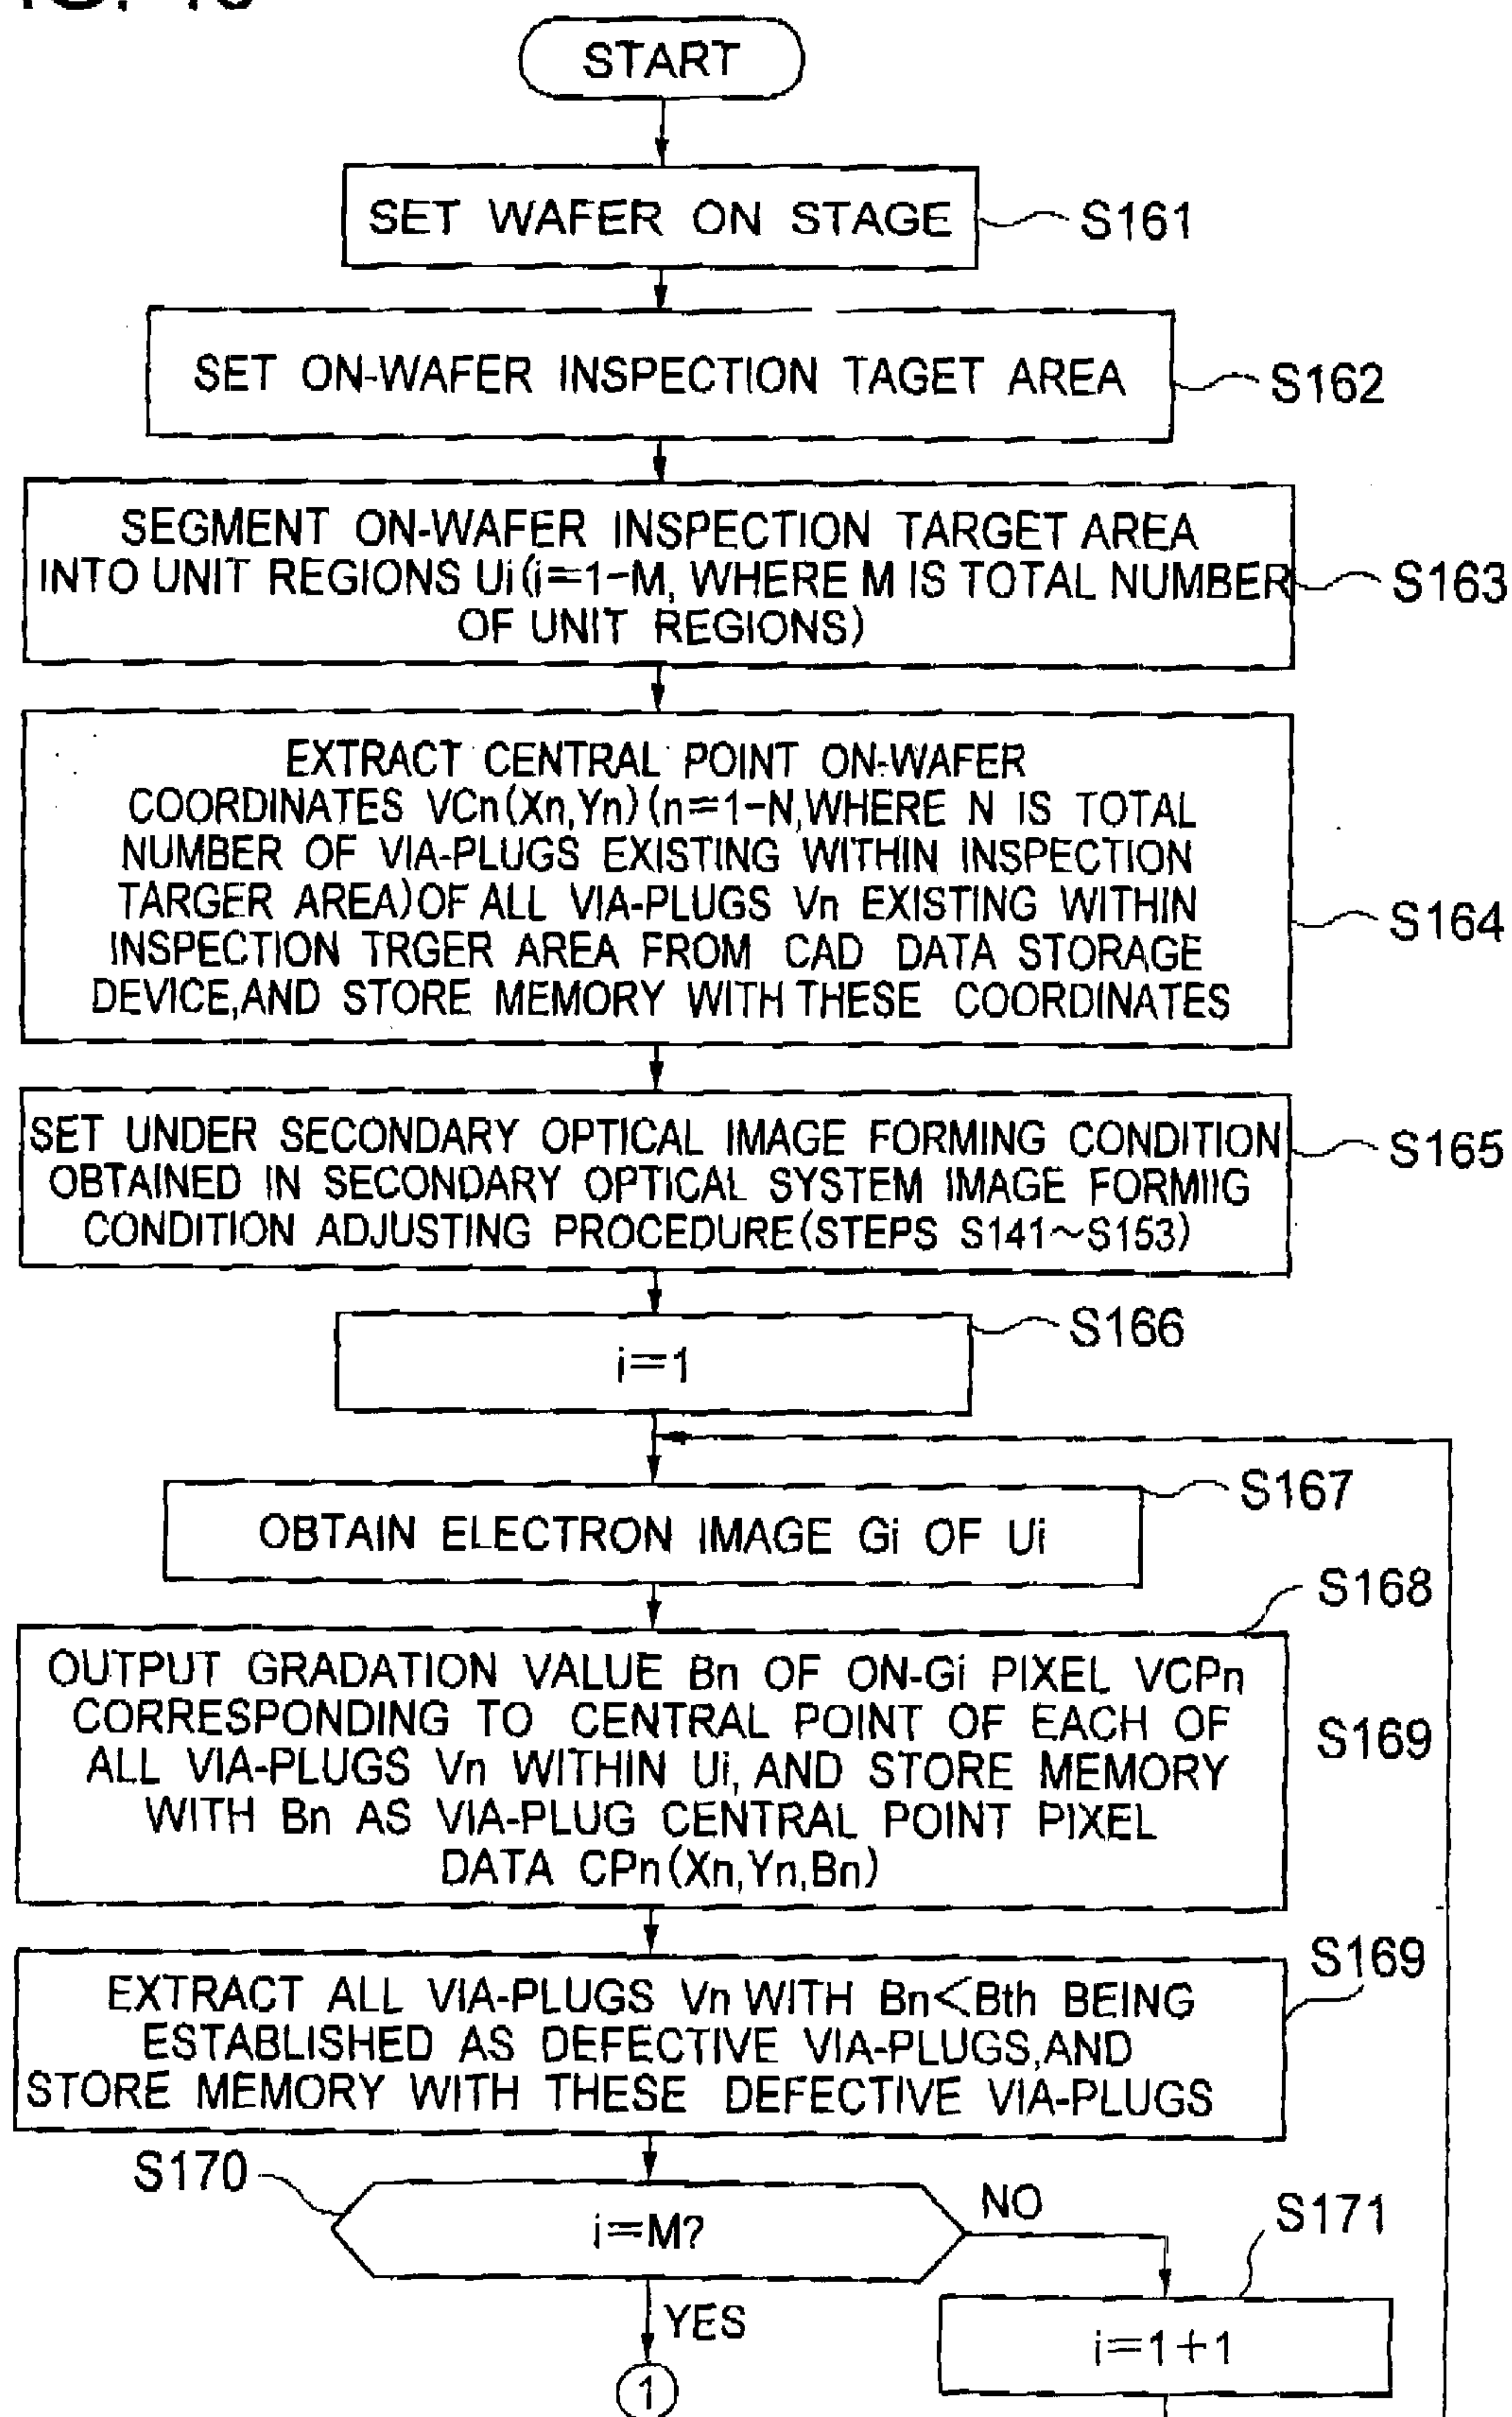 START
SET WAFER ON STAGE
S161
SET ON-WAFER INSPECTION TAGET AREA
S162
SEGMENT ON-WAFER INSPECTION TARGET AREA
INTO UNIT REGIONS Ui(i=1-M, WHERE M IS TOTAL NUMBER
OF UNIT REGIONS)
S163
EXTRACT CENTRAL POINT ON-WAFER
COORDINATES VCn(Xn,Yn)(n=1-N,WHERE N IS TOTAL
NUMBER OF VIA-PLUGS EXISTING WITHIN INSPECTION
TARGER AREA)OF ALL VIA-PLUGS Vn EXISTING WITHIN
INSPECTION TRGER AREA FROM CAD DATA STORAGE
DEVICE,AND STORE MEMORY WITH THESE COORDINATES
S164
SET UNDER SECONDARY OPTICAL IMAGE FORMING CONDITION
OBTAINED IN SECONDARY OPTICAL SYSTEM IMAGE FORMIIG
CONDITION ADJUSTING PROCEDURE(STEPS S141~S153)
S165
i=1
S166
OBTAIN ELECTRON IMAGE Gi OF Ui
S167
S168
OUTPUT GRADATION VALUE Bn OF ON-Gi PIXEL VCPn
CORRESPONDING TO CENTRAL POINT OF EACH OF
ALL VIA-PLUGS Vn WITHIN Ui, AND STORE MEMORY
WITH Bn AS VIA-PLUG CENTRAL POINT PIXEL
DATA CPn(Xn,Yn,Bn)
S169
EXTRACT ALL VIA-PLUGS Vn WITH Bn<Bth BEING
ESTABLISHED AS DEFECTIVE VIA-PLUGS,AND
STORE MEMORY WITH THESE DEFECTIVE VIA-PLUGS
S169
S170
i=M?
NO
YES
1
S171
i=1+1